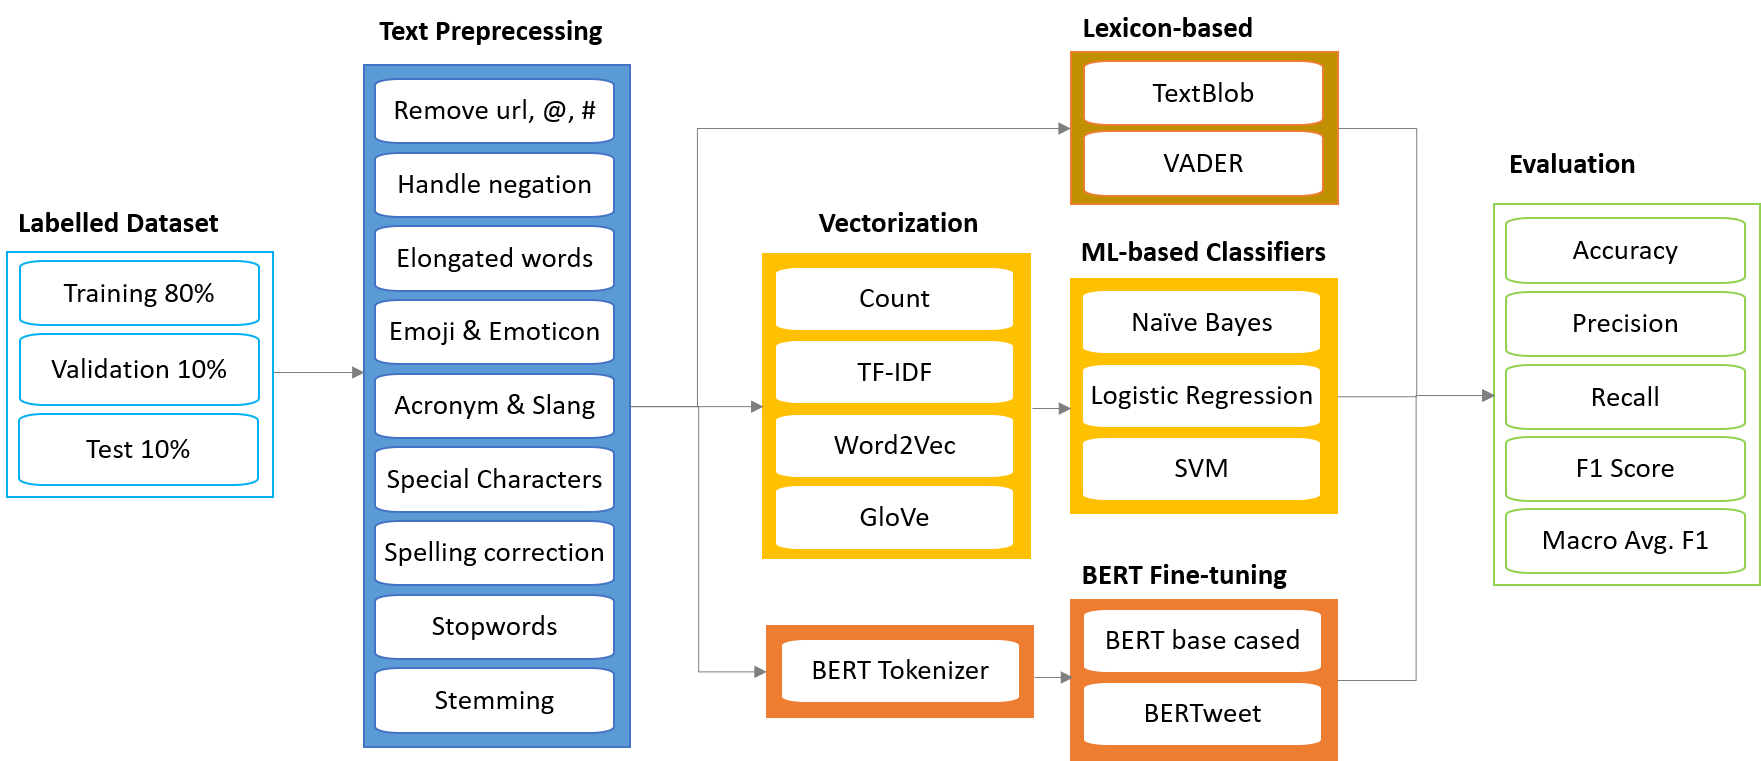 Labelled Dataset
Training 80%
Validation 10%
Test 10%
Text Preprecessing
Remove url, @, #
Handle negation
Elongated words
Emoji & Emoticon
Acronym & Slang
Special Characters
Spelling correction
Stopwords
Stemming
Vectorization
Count
TF-IDF
Word2Vec
GloVe
BERT Tokenizer
Lexicon-based
TextBlob
VADER
ML-based Classifiers
Naïve Bayes
Logistic Regression
SVM
BERT Fine-tuning
BERT base cased
BERTweet
Evaluation
Accuracy
Precision
Recall
F1 Score
Macro Avg. F1